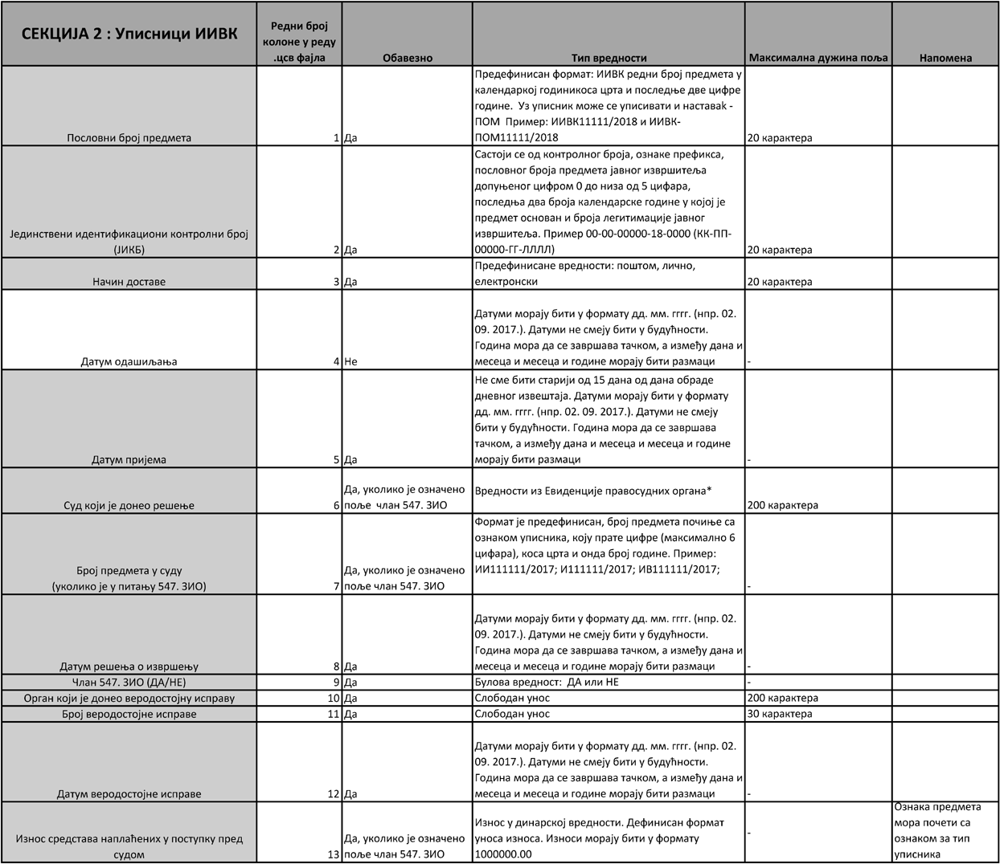 СЕКЦИЈА 2 : Уписници ИИВК
Редни број
колоне у реду
.цсв фајла
Обавезно
Тип вредности
Максимална дужина поља
Напомена
Пословни број предмета
1
Да
Предефинисан формат: ИИВК редни број предмета у
календаркој годиникоса црта и последње две цифре
године.  Уз уписник може се уписивати и наставак -
ПОМ  Пример: ИИВК11111/2018 и ИИВК-
ПОМ11111/2018
20 карактера
Јединствени идентификациони контролни број
(ЈИКБ)
2
Да
Састоји се од контролног броја, ознаке префикса,
пословног броја предмета јавног извршитеља
допуњеног цифром 0 до низа од 5 цифара,
последња два броја календарске године у којој је
предмет основан и броја легитимације јавног
извршитеља. Пример 00-00-00000-18-0000 (КК-ПП-
00000-ГГ-ЛЛЛЛ)
20 карактера
Начин доставе
3
Да
Предефинисане вредности: поштом, лично,
електронски
20 карактера
Датум одашиљања
4
Не
Датуми морају бити у формату дд. мм. гггг. (нпр. 02.
09. 2017.). Датуми не смеју бити у будућности.
Година мора да се завршава тачком, а између дана и
месеца и месеца и године морају бити размаци
-
Датум пријема
5
Да
Не сме бити старији од 15 дана од дана обраде
дневног извештаја. Датуми морају бити у формату
дд. мм. гггг. (нпр. 02. 09. 2017.). Датуми не смеју
бити у будућности. Година мора да се завршава
тачком, а између дана и месеца и месеца и године
морају бити размаци
-
Суд који је донео решење
6
Да, уколико је означено
поље  члан 547. ЗИО
Вредности из Евиденције правосудних органа*
200 карактера
Број предмета у суду
(уколико је у питању 547. ЗИО)
7
Да, уколико је означено
поље члан 547. ЗИО
Формат је предефинисан, број предмета почиње са
ознаком уписника, коју прате цифре (максимално 6
цифара), коса црта и онда број године. Пример:
ИИ111111/2017; И111111/2017; ИВ111111/2017;
-
Датум решења о извршењу
8
Да
Датуми морају бити у формату дд. мм. гггг. (нпр. 02.
09. 2017.). Датуми не смеју бити у будућности.
Година мора да се завршава тачком, а између дана и
месеца и месеца и године морају бити размаци
-
Члан 547. ЗИО (ДА/НЕ)
9
Да
Булова вредност:  ДА или НЕ
-
Орган који је донео веродостојну исправу
10
Да
Слободан унос
200 карактера
Број веродостојне исправе
11
Да
Слободан унос
30 карактера
Датум веродостојне исправе
12
Да
Датуми морају бити у формату дд. мм. гггг. (нпр. 02.
09. 2017.). Датуми не смеју бити у будућности.
Година мора да се завршава тачком, а између дана и
месеца и месеца и године морају бити размаци
-
Износ средстава наплаћених у поступку пред
судом
13
Да, уколико је означено
поље члан 547. ЗИО
Износ у динарској вредности. Дефинисан формат
уноса износа. Износи морају бити у формату
1000000.00
-
Ознака предмета
мора почети са
ознаком за тип
уписника